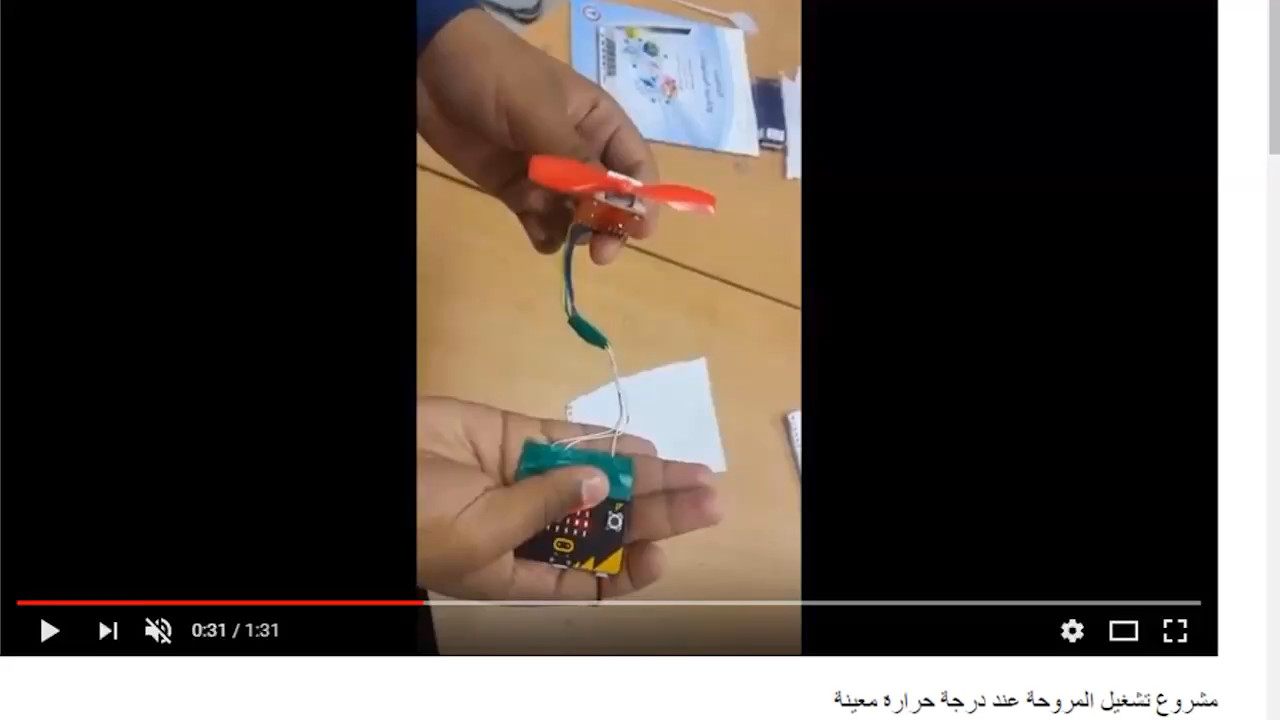 0:31 / 1:31
مشروع تشغيل المروحة عند درجة حراره معينة